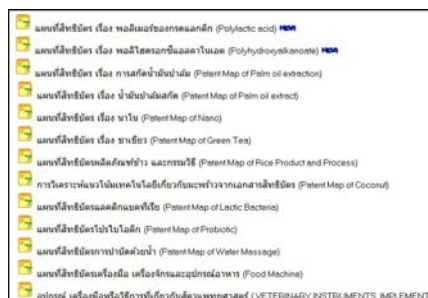 แผนที่สิทธิบัตร เรื่อง พอลิเมอร์ของกรดแลกติก (Polylactic acid) New
แผนที่สิทธิบัตร เรื่อง พอลิไฮดรอกซีแอลคาโนเอต (Polyhydroxyalkanoate) New
แผนที่สิทธิบัตร เรื่อง การสกัดน้ำมันปาล์ม (Patent Map of Palm oil extraction)
แผนที่สิทธิบัตร เรื่อง น้ำมันปาล์มสกัด (Patent Map of Palm oil extract)
แผนที่สิทธิบัตร เรื่อง นาโน (Patent Map of Nano)
แผนที่สิทธิบัตร เรื่อง ชาเขียว (Patent Map of Green Tea)
แผนที่สิทธิบัตรผลิตภัณฑ์ข้าว และกรรมวิธี (Patent Map of Rice Product and Process)
การวิเคราะห์แนวโน้มเทคโนโลยีเกี่ยวกับมะพร้าวจากเอกสารสิทธิบัตร (Patent Map of Coconut)
แผนที่สิทธิบัตรแลคติกแบคทีเรีย (Patent Map of Lactic Bacteria)
แผนที่สิทธิบัตรโปรไบโอติก (Patent Map of Probiotic)
แผนที่สิทธิบัตรการบำบัดด้วยน้ำ (Patent Map of Water Massage)
แผนที่สิทธิบัตรเครื่องมือ เครื่องจักรและอุปกรณ์อาหาร (Food Machine)
อุปกรณ์ เครื่องมือหรือวิธีการที่เกี่ยวกับสัตวแพทยศาสตร์ (VETERINARY INSTRUMENTS, IMPLEMENT